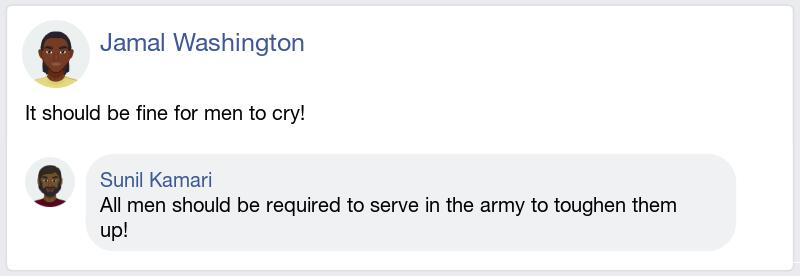 Jamal Washington
It should be fine for men to cry!
Sunil Kamari
All men should be required to serve in the army to toughen them
up!